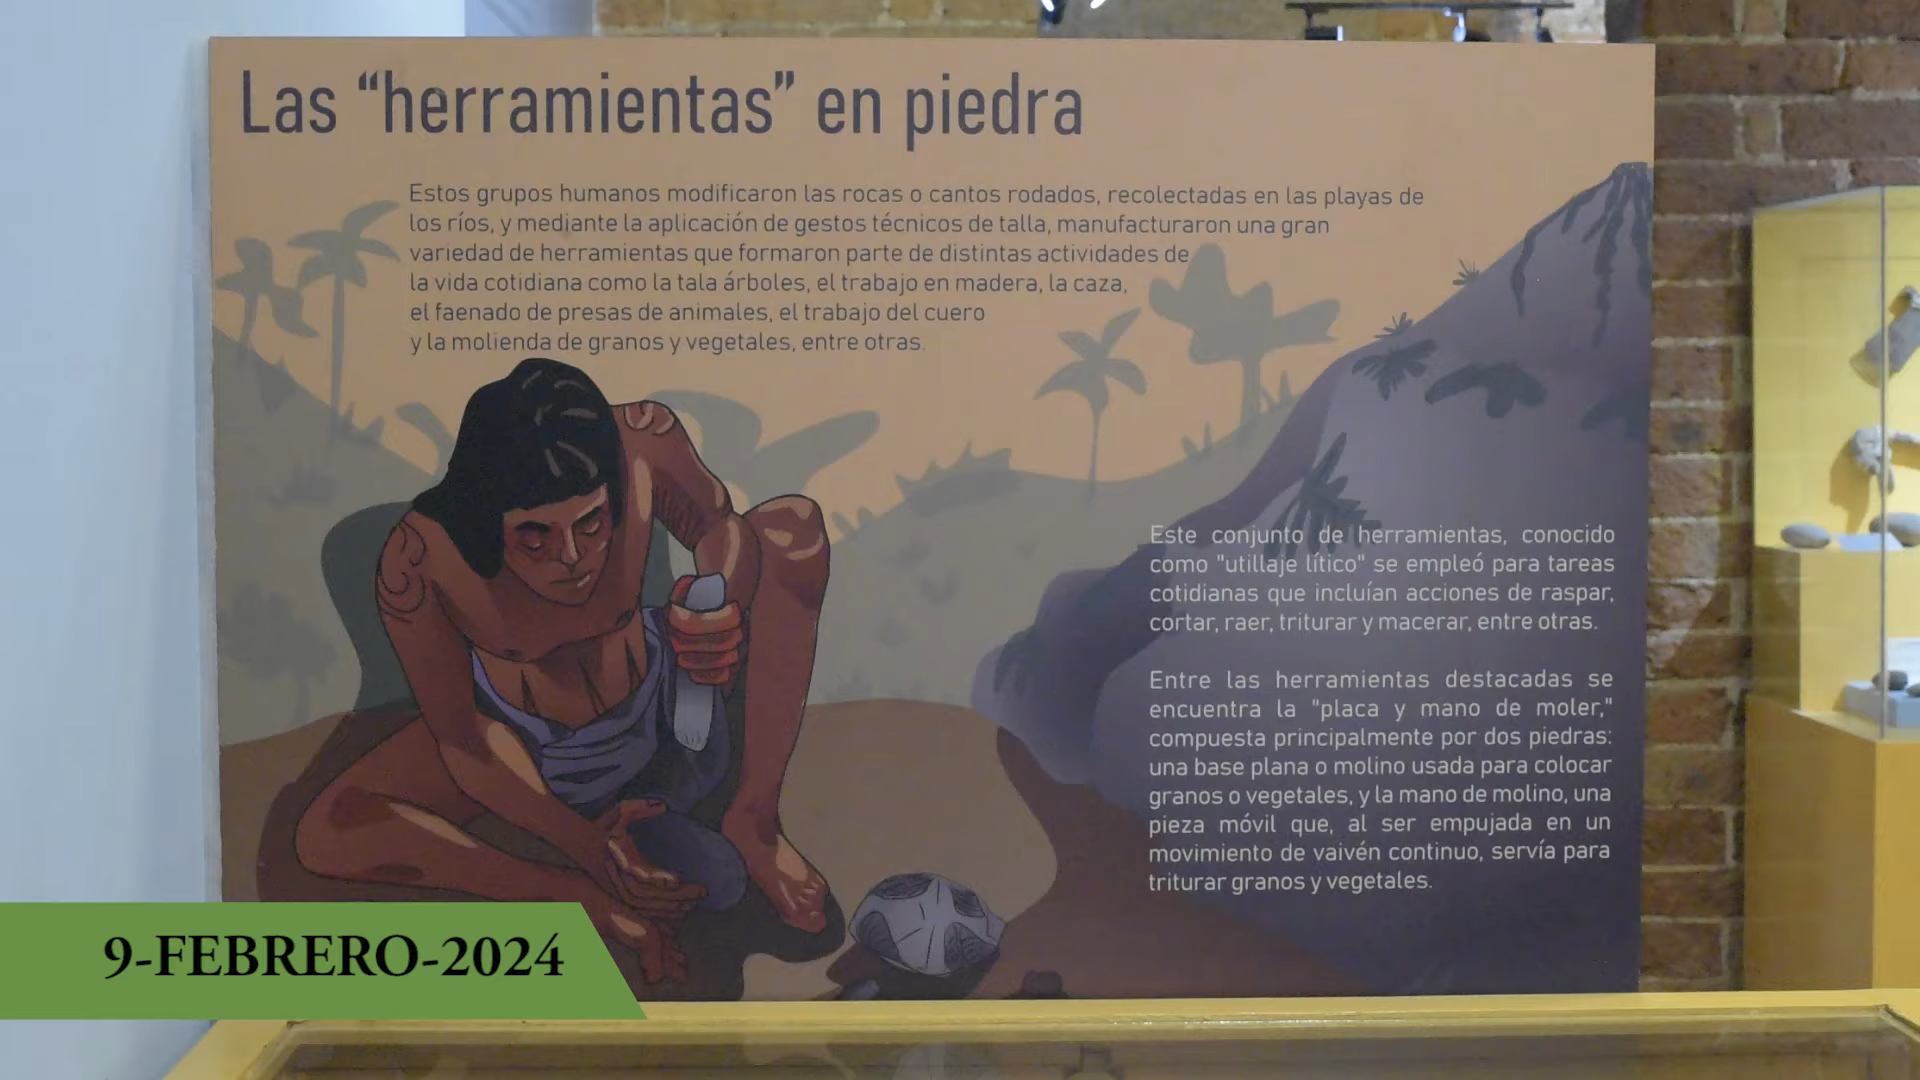 Las “herramientas” en piedra
Estos grupos humanos modificaron las rocas o cantos rodados, recolectadas en las playas de
los ríos, y mediante la aplicación de gestos técnicos de talla, manufacturaron una gran
variedad de herramientas que formaron parte de distintas actividades de
la vida cotidiana como la tala árboles, el trabajo en madera, la caza,
el faenado de presas de animales, el trabajo del cuero
y la molienda de granos y vegetales, entre otras.
Este conjunto de herramientas, conocido
como "utillaje lítico" se empleó para tareas
cotidianas que incluían acciones de raspar,
cortar, raer, triturar y macerar, entre otras.
Entre las herramientas destacadas se
encuentra la "placa y mano de moler,"
compuesta principalmente por dos piedras:
una base plana o molino usada para colocar
granos o vegetales, y la mano de molino, una
pieza móvil que, al ser empujada en un
movimiento de vaivén continuo, servía para
triturar granos y vegetales.
9-FEBRERO-2024